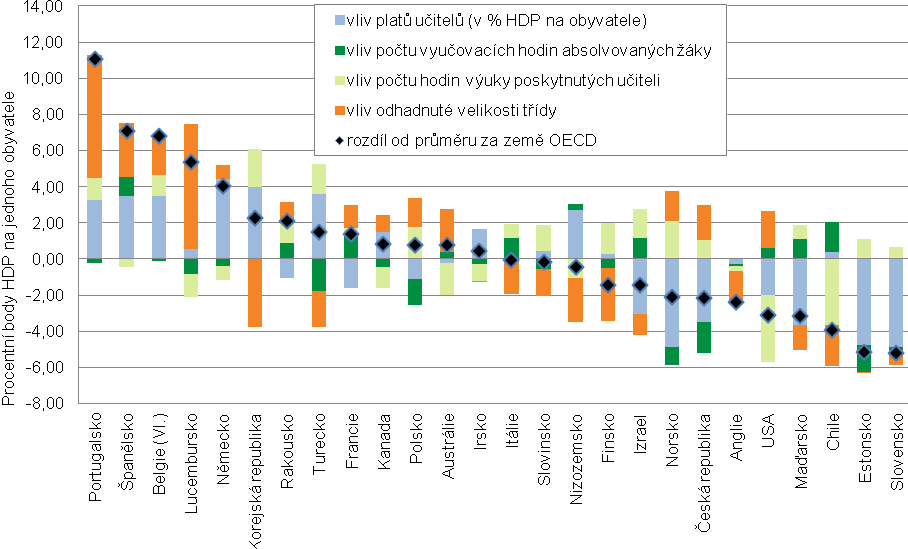 Procentní body HDP na jednoho obyvatele
14,00
12,00
10,00
8,00
6,00
4,00
2,00
0,00
-2,00
-4,00
-6,00
-8,00
vliv platů učitelů (v % HDP na obyvatele)
vliv počtu vyučovacích hodin absolvovaných žáky
vliv počtu hodin výuky poskytnutých učiteli
vliv odhadnuté velikosti třídy
rozdíl od průměru za země OECD
Portugalsko
Španělsko
Belgie (Vl.)
Lucembursko
Německo
Korejská republika
Rakousko
Turecko
Francie
Kanada
Polsko
Austrálie
Irsko
Itálie
Slovinsko
Nizozemsko
Finsko
Izrael
Norsko
Česká republika
Anglie
USA
Maďarsko
Chile
Estonsko
Slovensko